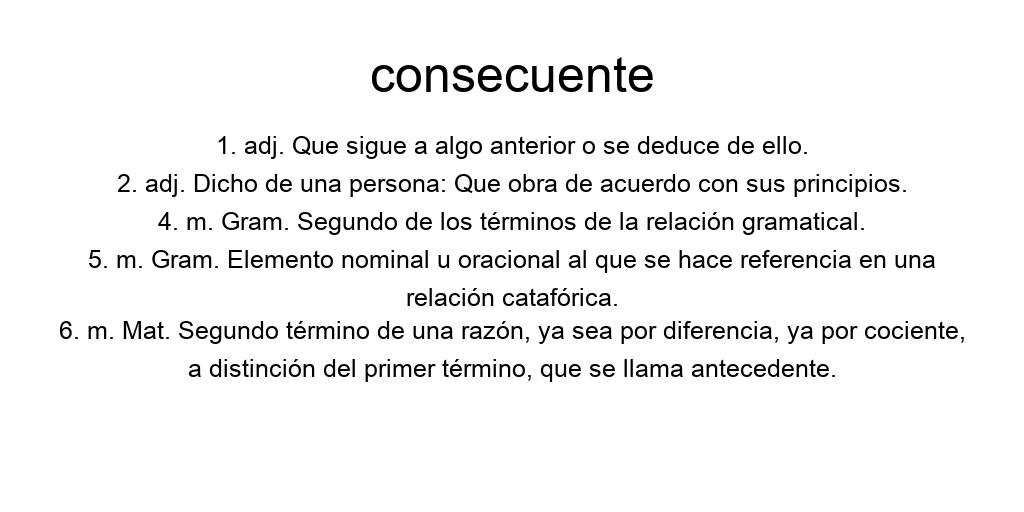 consecuente
1. adj. Que sigue a algo anterior o se deduce de ello.
2. adj. Dicho de una persona: Que obra de acuerdo con sus principios.
4. m. Gram. Segundo de los términos de la relación gramatical.
5. m. Gram. Elemento nominal u oracional al que se hace referencia en una
relación catafórica.
6. m. Mat. Segundo término de una razón, ya sea por diferencia, ya por cociente,
a distinción del primer término, que se llama antecedente.